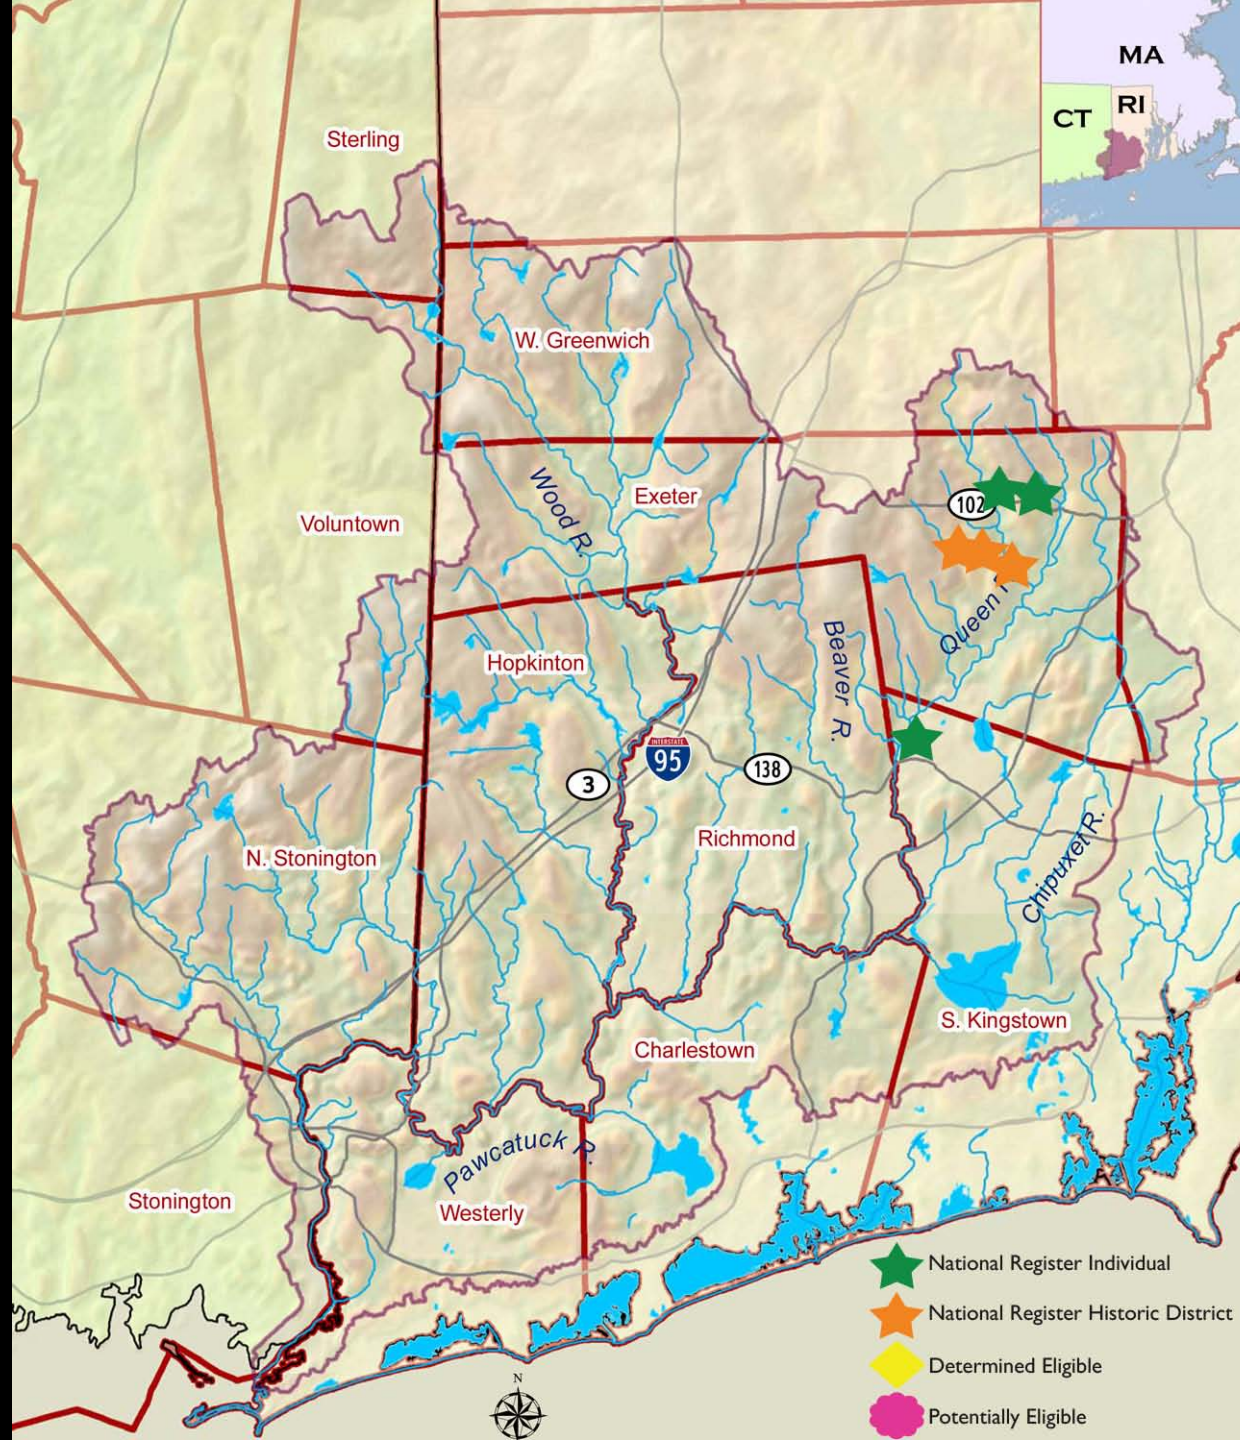 MA
RI
CT
Sterling
W. Greenwich
Wood R.
Exeter
102
Voluntown
Queen
Hopkinton
Beaver R.
INTERSTATE
95
3
138
Richmond
N. Stonington
Chipuxet R.
S. Kingstown
Charlestown
Pawcatuck R.
Stonington
Westerly
National Register Individual
National Register Historic District
Determined Eligible
Potentially Eligible
N